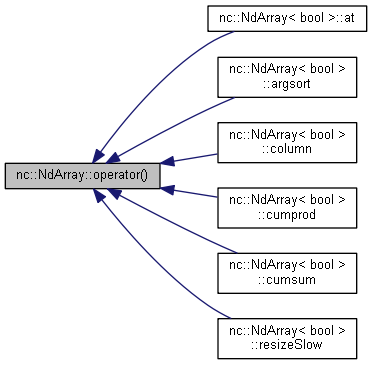 nc::NdArray< bool >::at
nc::NdArray< bool >
::argsort
nc::NdArray< bool >
::column
nc::NdArray::operator()
nc::NdArray< bool >
::cumprod
nc::NdArray< bool >
::cumsum
nc::NdArray< bool >
::resizeSlow